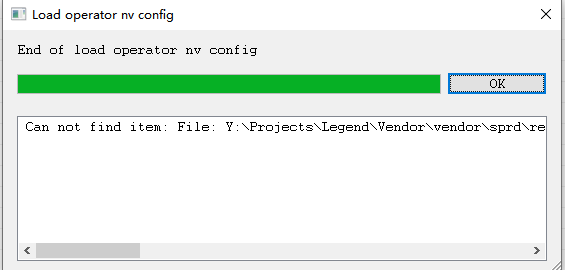 Load operator nv config
End of load operator nv config
OK
Can not find item: File: Y:\Projects\Legend\Vendor\vendor\sprd\re